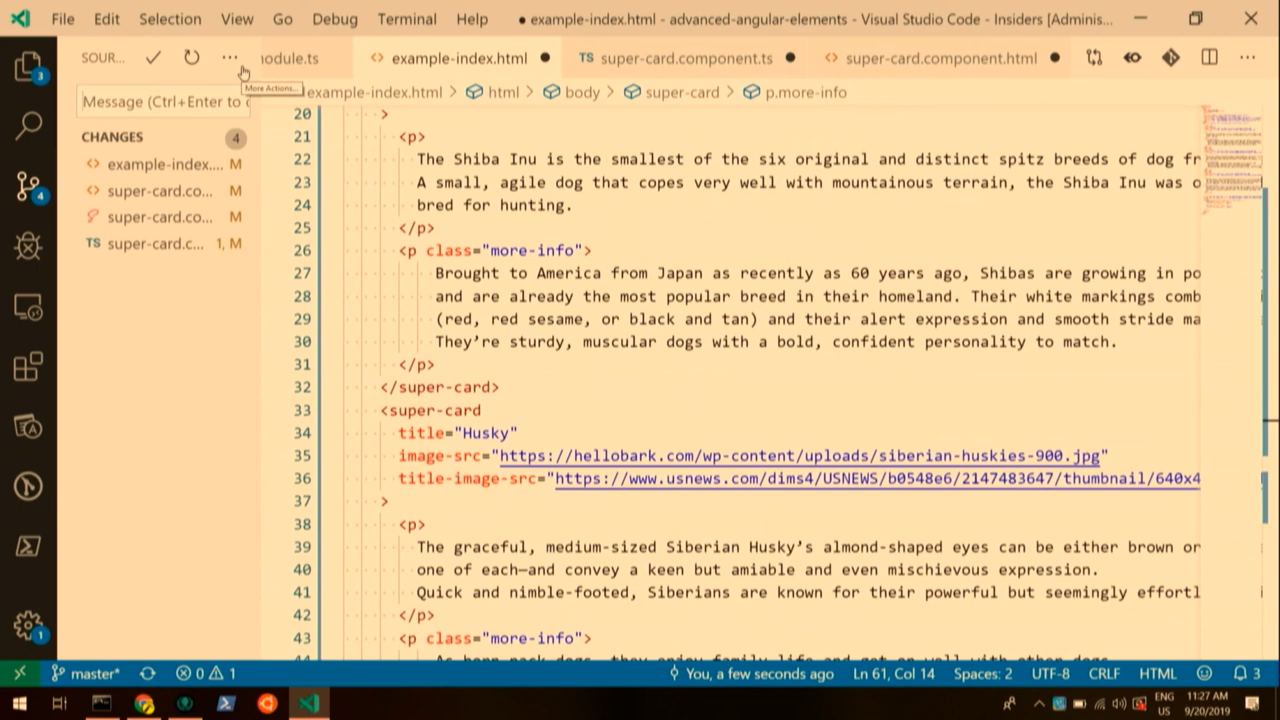 File Edit Selection View Go Debug Terminal Help
● example-index.html - advanced-angular-elements - Visual Studio Code - Insiders [Adminis...
SOUR... ... odule.ts
<> example-index.html ●
TS super-card.component.ts ●
<> super-card.component.html ● ...
More Actions...
Message (Ctrl+Enter to
example-index.html > html > body > super-card > p.more-info
CHANGES 4
<> example-index.... M
<> super-card.co... M
super-card.co... M
TS super-card.c... 1, M
3
4
1
20 >
21 <p>
22 The Shiba Inu is the smallest of the six original and distinct spitz breeds of dog fr
23 A small, agile dog that copes very well with mountainous terrain, the Shiba Inu was o
24 bred for hunting.
25 </p>
26 <p class="more-info">
27 Brought to America from Japan as recently as 60 years ago, Shibas are growing in po
28 and are already the most popular breed in their homeland. Their white markings comb
29 (red, red sesame, or black and tan) and their alert expression and smooth stride ma
30 They’re sturdy, muscular dogs with a bold, confident personality to match.
31 </p>
32 </super-card>
33 <super-card
34 title="Husky"
35 image-src="https://hellobark.com/wp-content/uploads/siberian-huskies-900.jpg"
36 title-image-src="https://www.usnews.com/dims4/USNEWS/b0548e6/2147483647/thumbnail/640x4
37 >
38 <p>
39 The graceful, medium-sized Siberian Husky’s almond-shaped eyes can be either brown or
40 one of each—and convey a keen but amiable and even mischievous expression.
41 Quick and nimble-footed, Siberians are known for their powerful but seemingly effortl
42 </p>
43 <p class="more-info">
master* 0 1
You, a few seconds ago Ln 61, Col 14 Spaces: 2 UTF-8 CRLF HTML 3
ENG US
11:27 AM
9/20/2019